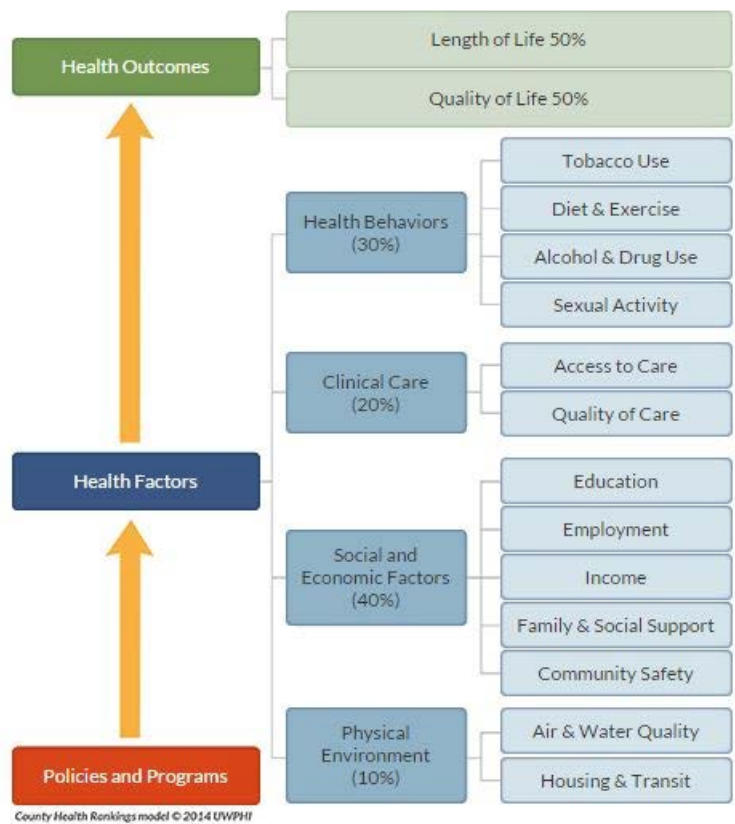 Health Outcomes
Length of Life 50%
Quality of Life 50%
Health Behaviors
(30%)
Tobacco Use
Diet & Exercise
Alcohol & Drug Use
Sexual Activity
Clinical Care
(20%)
Access to Care
Quality of Care
Health Factors
Social and
Economic Factors
(40%)
Education
Employment
Income
Family & Social Support
Community Safety
Physical
Environment
(10%)
Air & Water Quality
Housing & Transit
Policies and Programs
County Health Rankings model © 2014 UWPHI